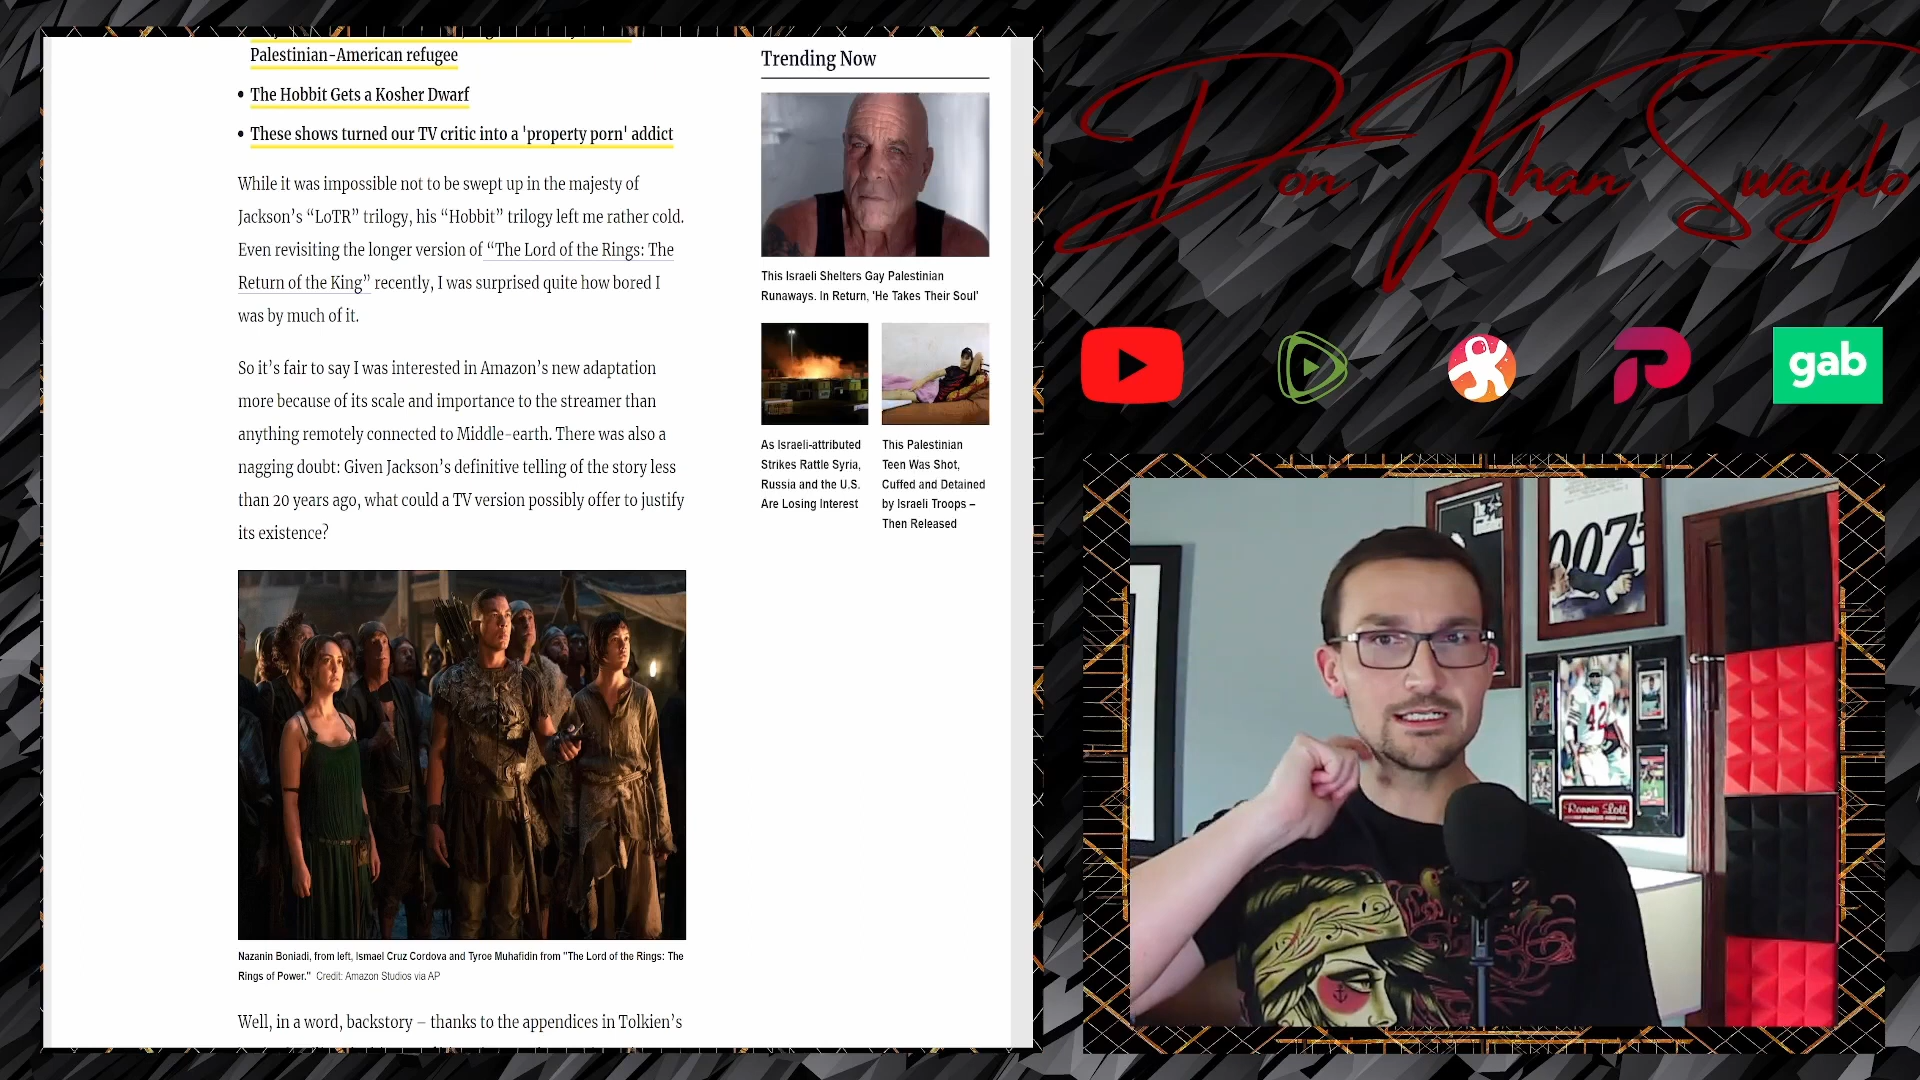 Palestinian-American refugee
• The Hobbit Gets a Kosher Dwarf
• These shows turned our TV critic into a 'property porn' addict
While it was impossible not to be swept up in the majesty of
Jackson’s “LoTR” trilogy, his “Hobbit” trilogy left me rather cold.
Even revisiting the longer version of “The Lord of the Rings: The
Return of the King” recently, I was surprised quite how bored I
was by much of it.
So it’s fair to say I was interested in Amazon’s new adaptation
more because of its scale and importance to the streamer than
anything remotely connected to Middle-earth. There was also a
nagging doubt: Given Jackson’s definitive telling of the story less
than 20 years ago, what could a TV version possibly offer to justify
its existence?
Nazanin Boniadi, from left, Ismael Cruz Cordova and Tyroe Muhafidin from "The Lord of the Rings: The
Rings of Power." Credit: Amazon Studios via AP
Well, in a word, backstory – thanks to the appendices in Tolkien’s
Trending Now
This Israeli Shelters Gay Palestinian
Runaways. In Return, 'He Takes Their Soul'
As Israeli-attributed
Strikes Rattle Syria,
Russia and the U.S.
Are Losing Interest
This Palestinian
Teen Was Shot,
Cuffed and Detained
by Israeli Troops –
Then Released
Don Khan Swaylo
gab
007
42
Ronnie Lott